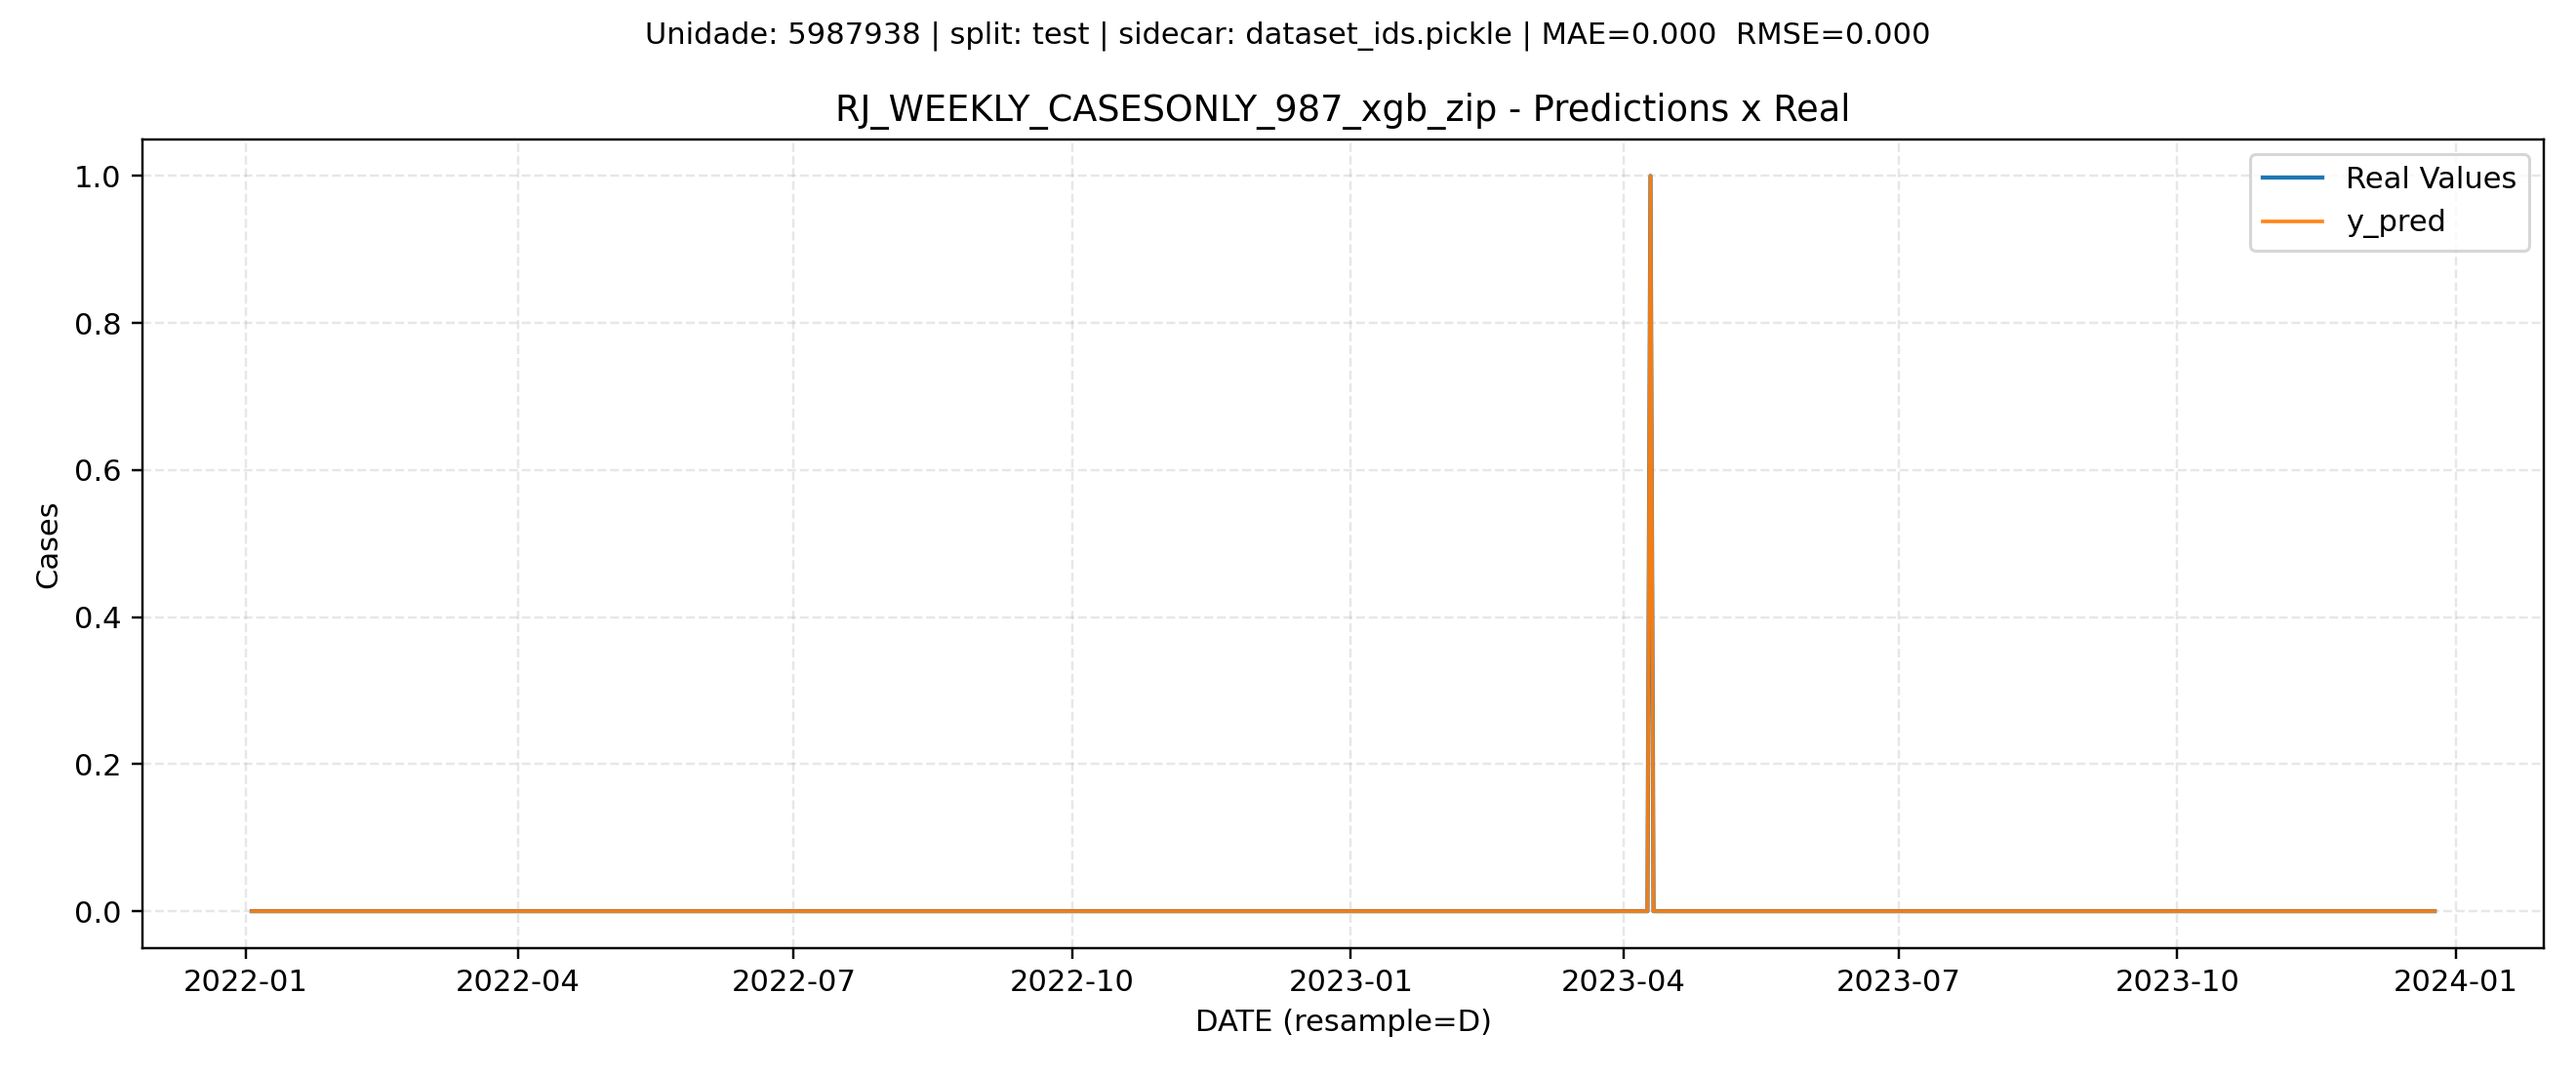 Unidade: 5987938 | split: test | sidecar: dataset_ids.pickle | MAE=0.000  RMSE=0.000
RJ_WEEKLY_CASESONLY_987_xgb_zip - Predictions x Real
Real Values
y_pred
1.0
0.8
0.6
0.4
0.2
0.0
Cases
2022-01 2022-04 2022-07 2022-10 2023-01 2023-04 2023-07 2023-10 2024-01
DATE (resample=D)